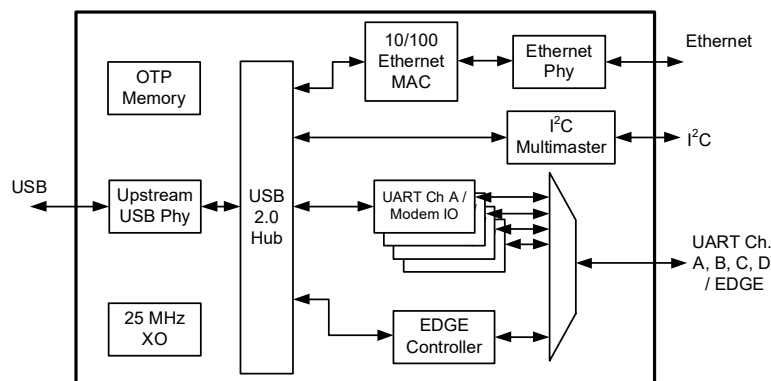 10/100
Ethernet
MAC
Ethernet
Phy
Ethernet
OTP
Memory
I²C
Multimaster
I²C
USB
Upstream
USB Phy
USB
2.0
Hub
UART Ch A /
Modem IO
UART Ch.
A, B, C, D
/ EDGE
25 MHz
XO
EDGE
Controller